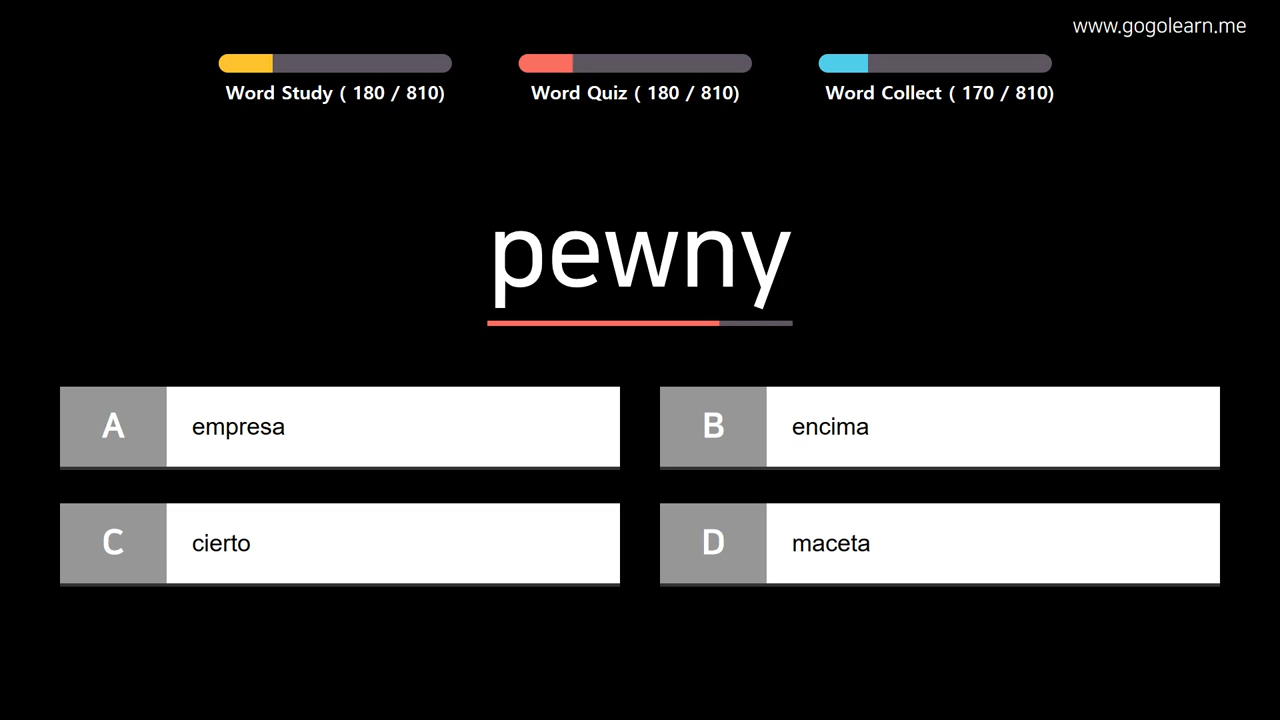 www.gogolearn.me
Word Study ( 180 / 810)
Word Quiz ( 180 / 810)
Word Collect ( 170 / 810)
pewny
A empresa
B encima
C cierto
D maceta